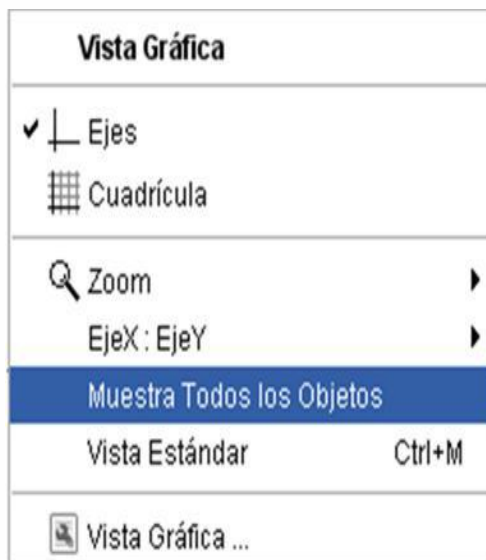 Vista Gráfica
Ejes
Cuadrícula
Zoom
EjeX : EjeY
Muestra Todos los Objetos
Vista Estándar Ctrl+M
Vista Gráfica ...